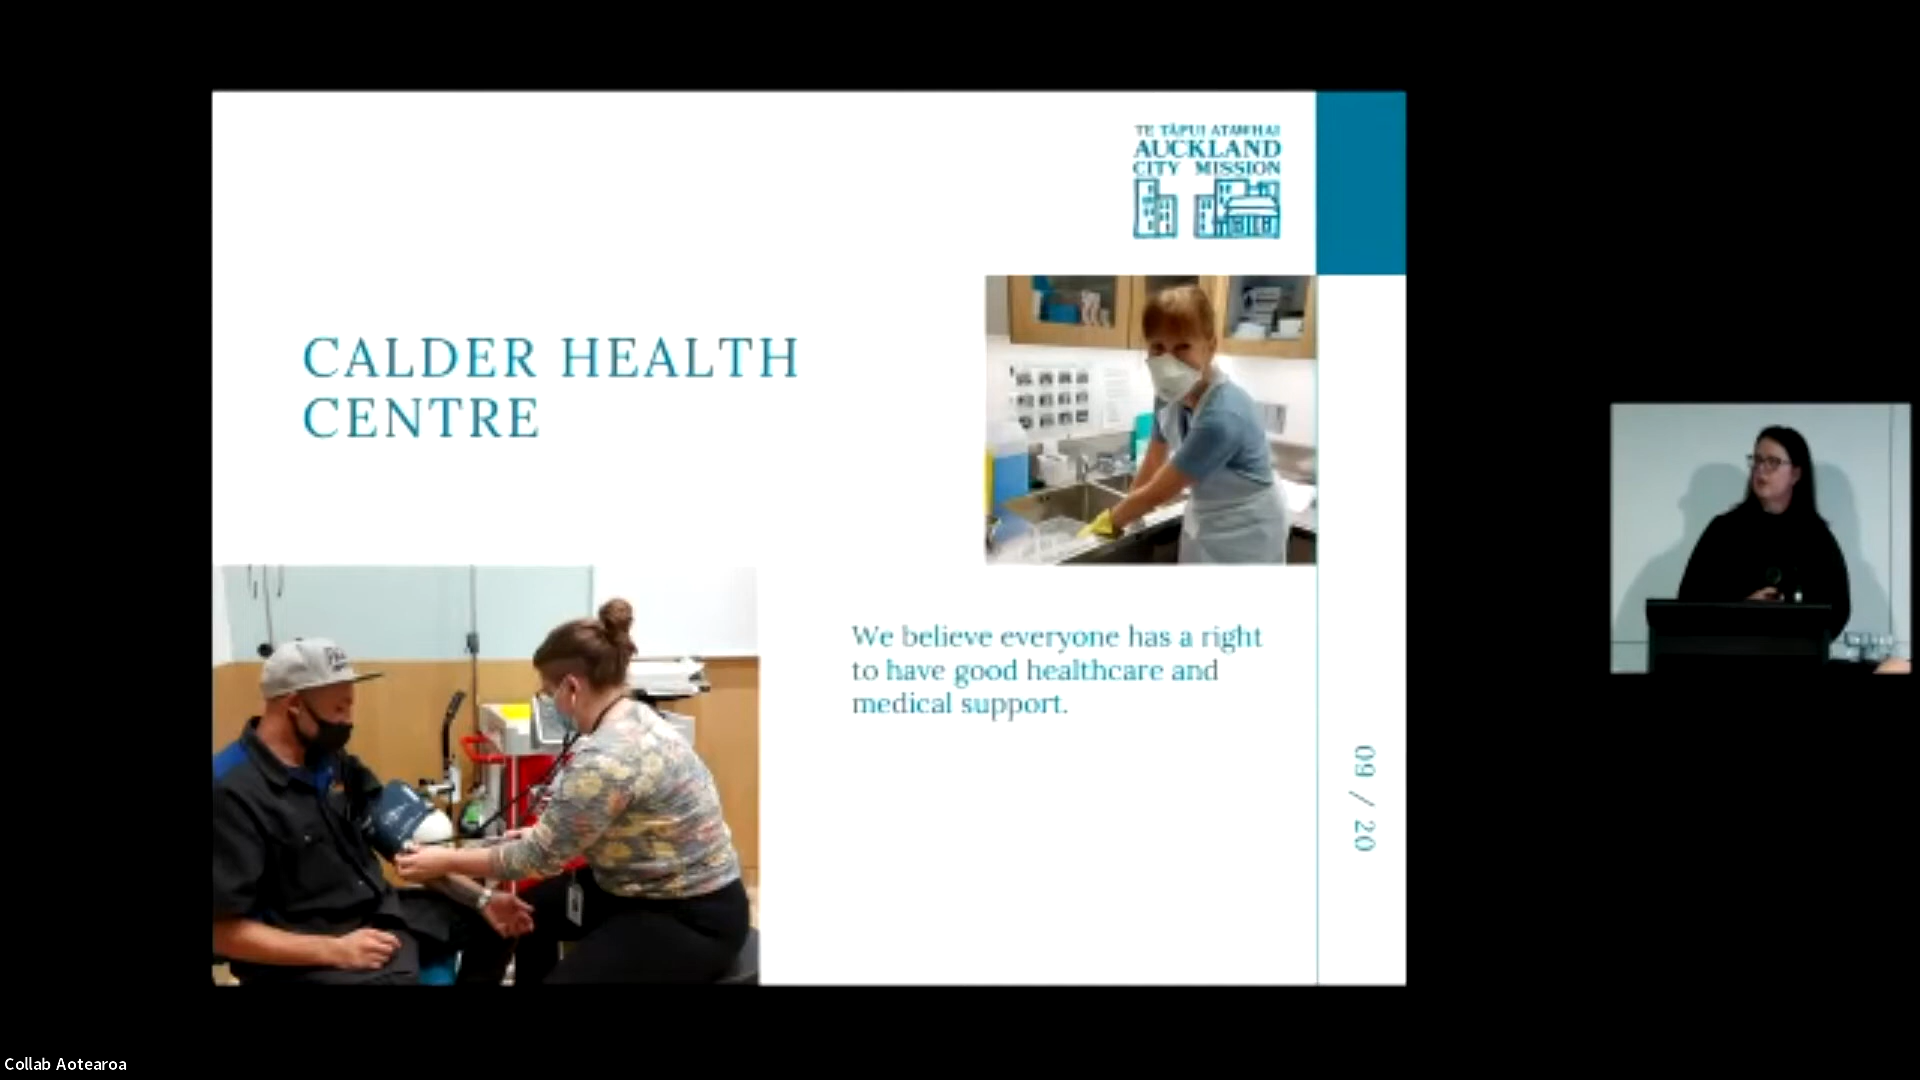 TE TĀPUI ATAWHAI
AUCKLAND
CITY MISSION
CALDER HEALTH
CENTRE
We believe everyone has a right
to have good healthcare and
medical support.
09 / 20
Collab Aotearoa